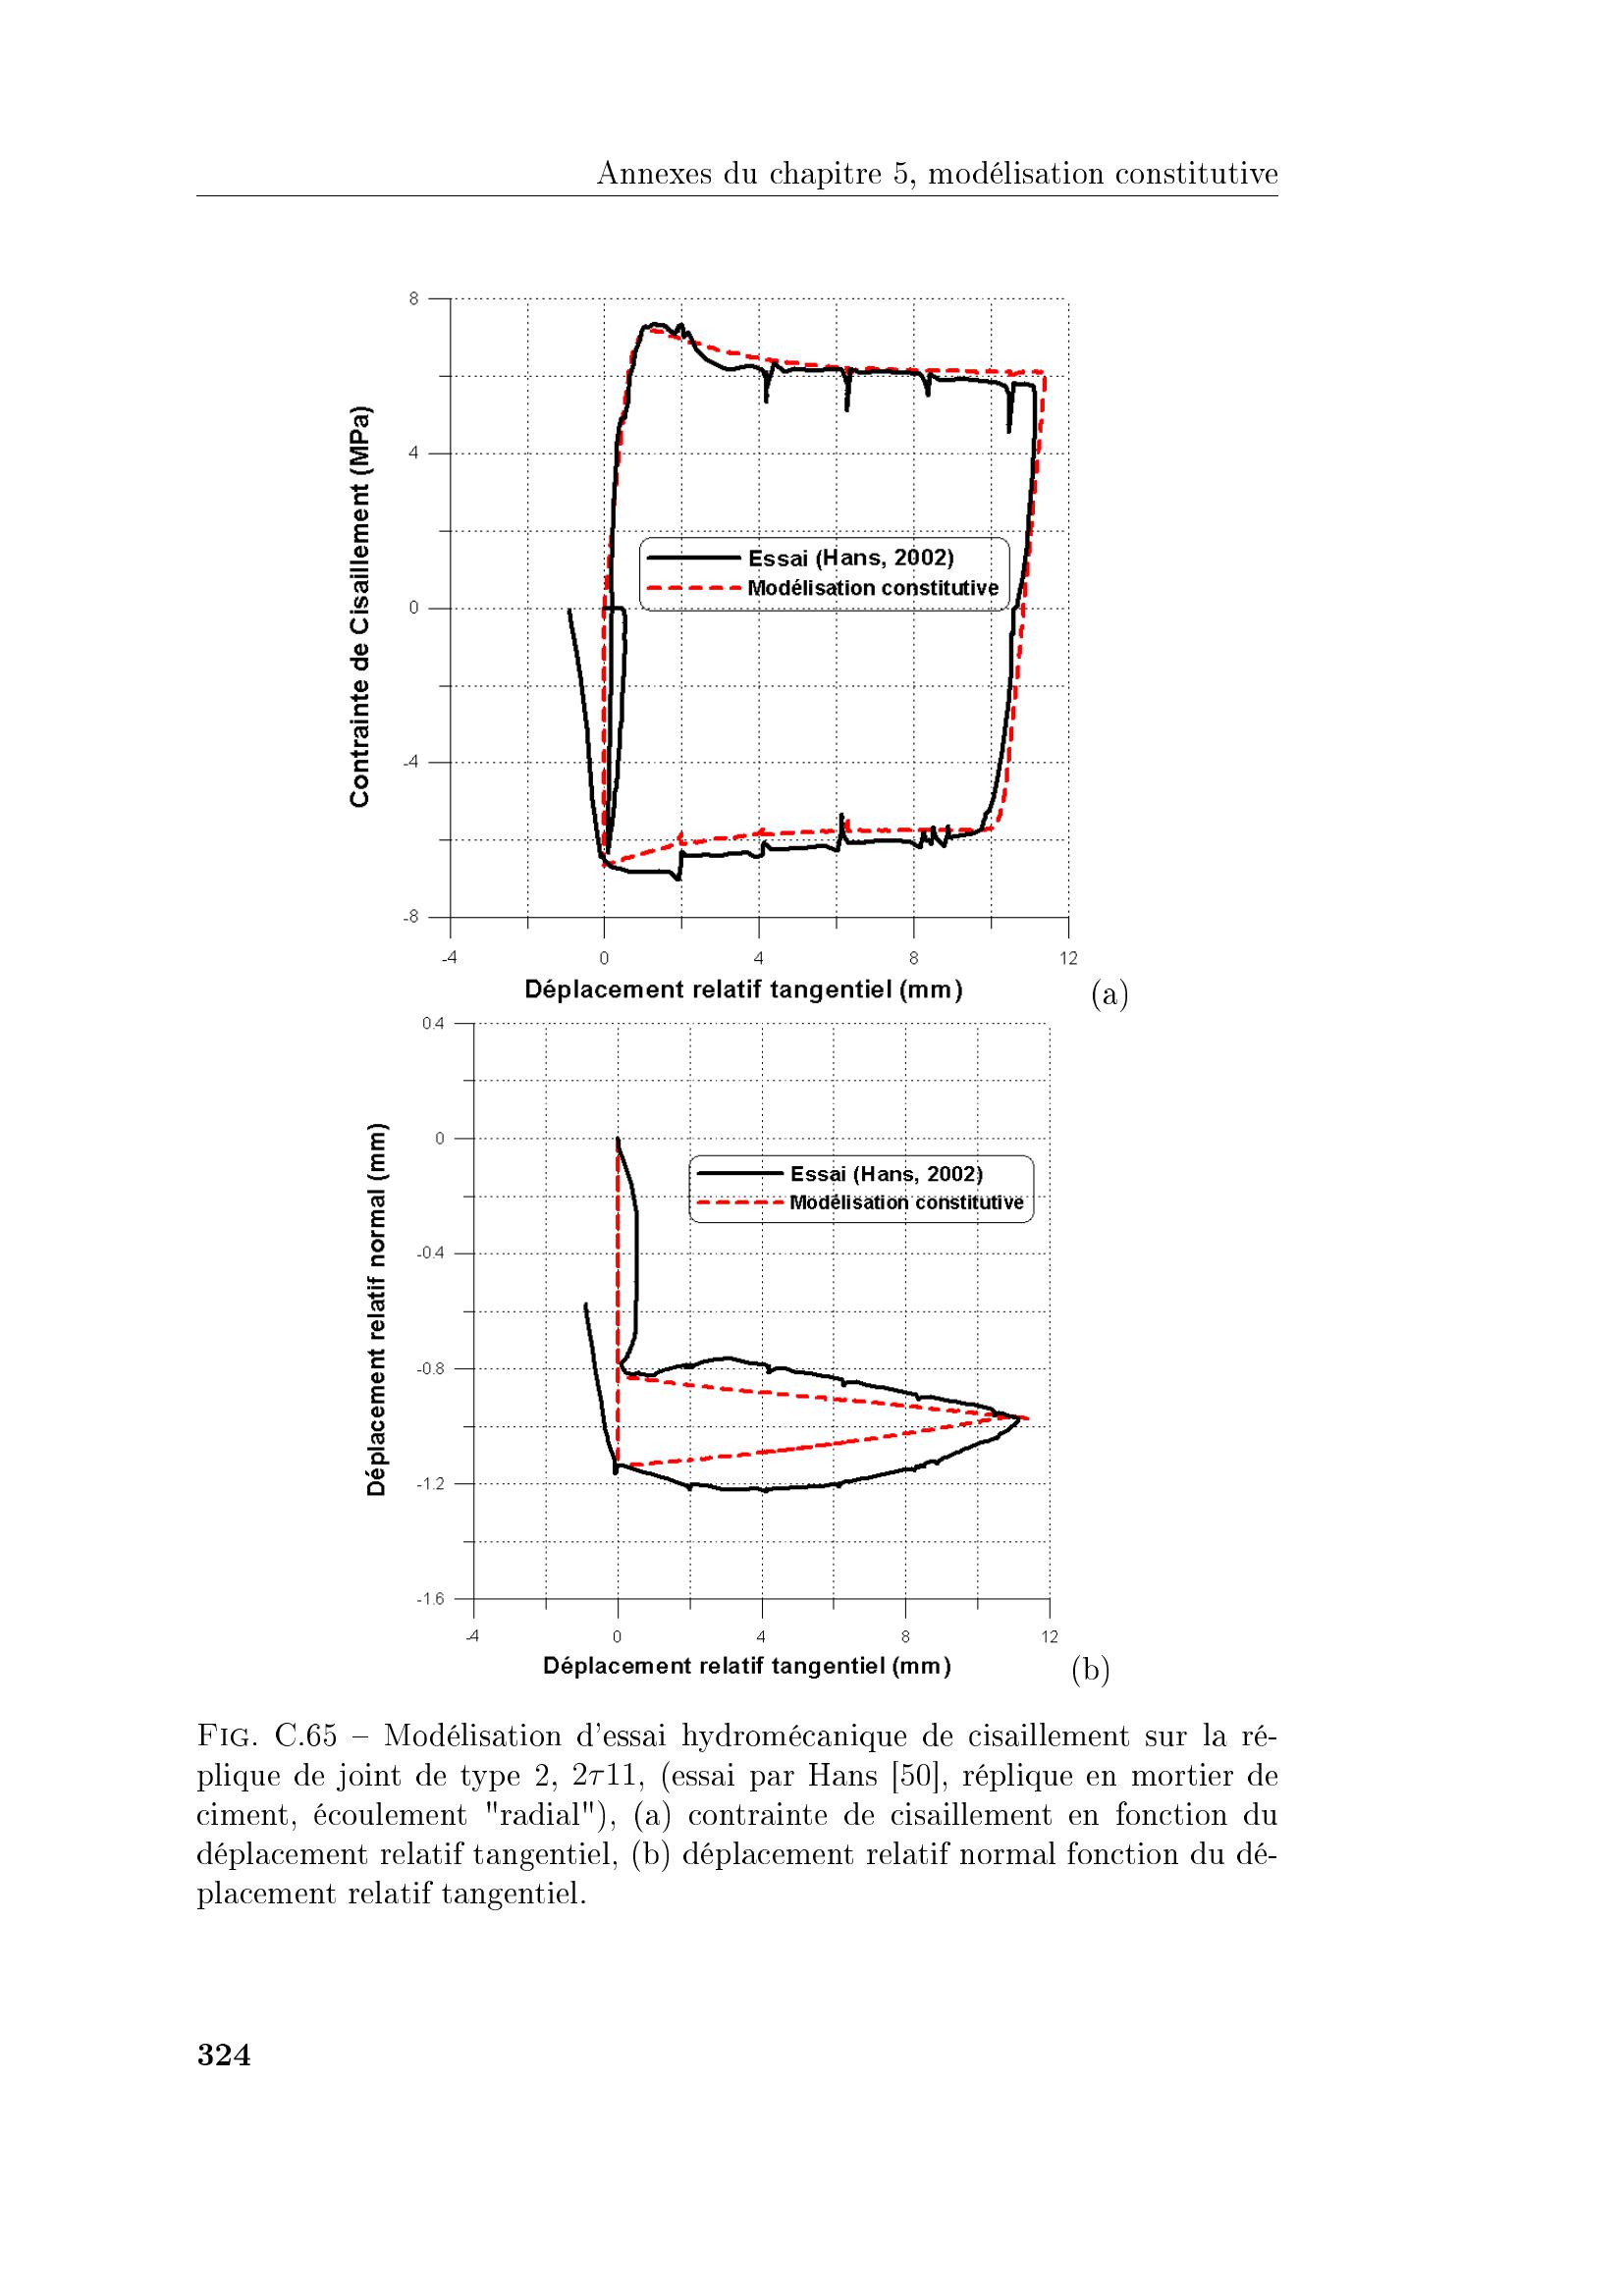 Annexes du chapitre 5, modélisation constitutive
8
4
0
-4
-8
Contrainte de Cisaillement (MPa)
Essai (Hans, 2002)
Modélisation constitutive
-4
0
4
8
12
Déplacement relatif tangentiel (mm)
(a)
0.4
0
-0.4
-0.8
-1.2
-1.6
Déplacement relatif normal (mm)
Essai (Hans, 2002)
Modélisation constitutive
-4
0
4
8
12
Déplacement relatif tangentiel (mm)
(b)
FIG. C.65 – Modélisation d'essai hydromécanique de cisaillement sur la ré-
plique de joint de type 2, 2τ11, (essai par Hans [50], réplique en mortier de
ciment, écoulement "radial"), (a) contrainte de cisaillement en fonction du
déplacement relatif tangentiel, (b) déplacement relatif normal fonction du dé-
placement relatif tangentiel.
324